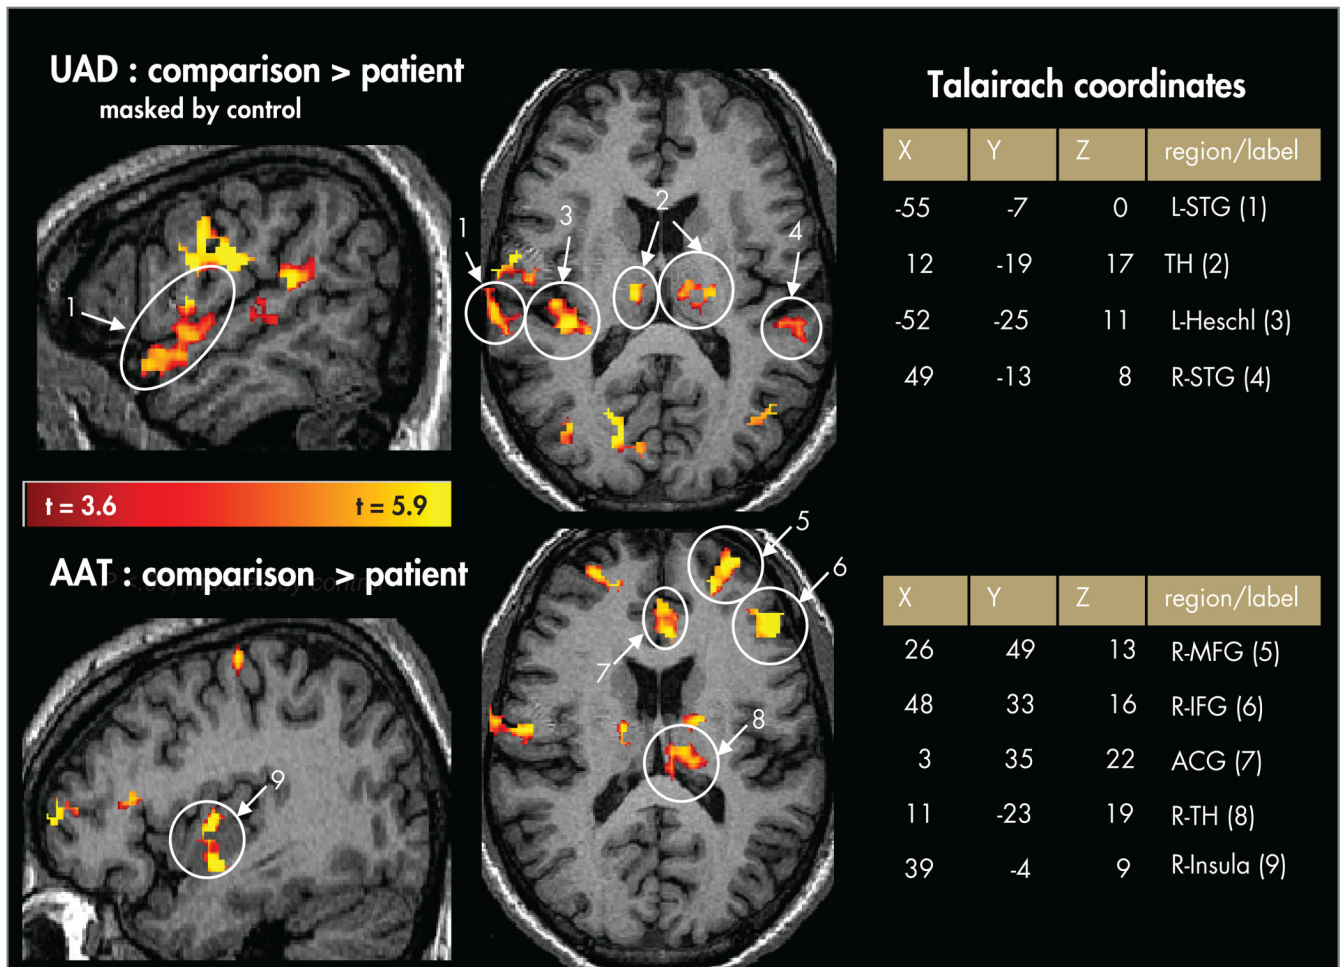 UAD : comparison > patient
masked by control
Talairach coordinates
X Y Z region/label
-55 -7 0 L-STG (1)
12 -19 17 TH (2)
-52 -25 11 L-Heschl (3)
49 -13 8 R-STG (4)
1
1
3
2
4
t = 3.6 t = 5.9
AAT : comparison > patient
5
6
7
8
9
X Y Z region/label
26 49 13 R-MFG (5)
48 33 16 R-IFG (6)
3 35 22 ACG (7)
11 -23 19 R-TH (8)
39 -4 9 R-Insula (9)